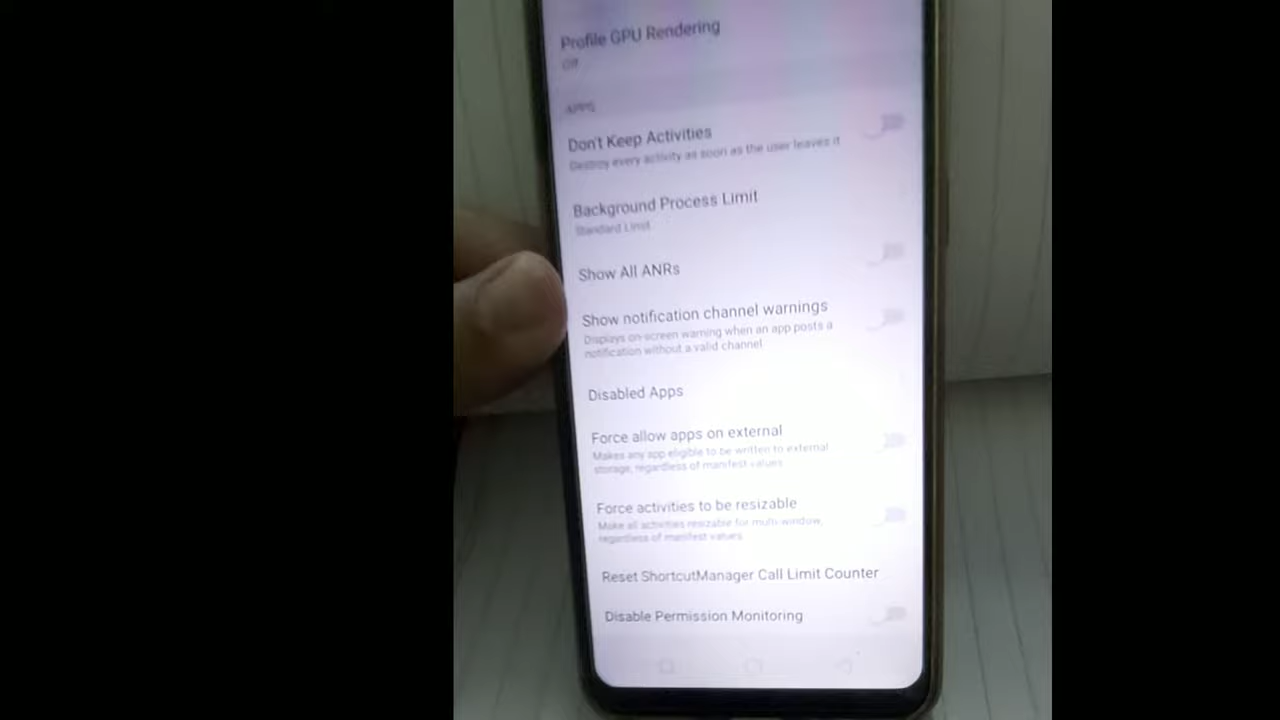 Profile GPU Rendering
Off
APPS
Don't Keep Activities
Destroy every activity as soon as the user leaves it
Background Process Limit
Standard Limit
Show All ANRs
Show notification channel warnings
Displays on-screen warning when an app posts a
notification without a valid channel
Disabled Apps
Force allow apps on external
Makes any app eligible to be written to external
storage, regardless of manifest values
Force activities to be resizable
Make all activities resizable for multi-window,
regardless of manifest values
Reset ShortcutManager Call Limit Counter
Disable Permission Monitoring